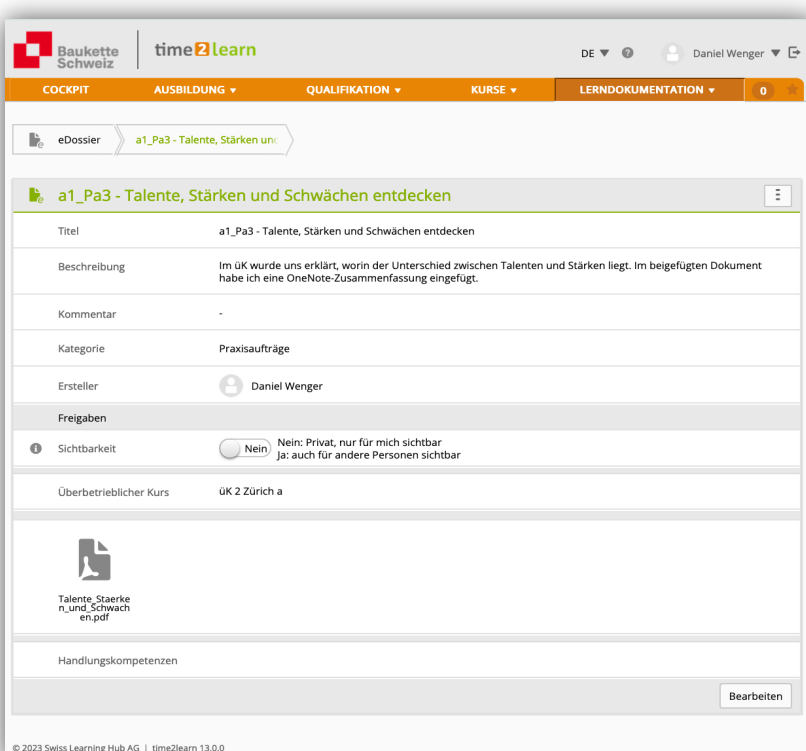 Baukette
Schweiz
time2learn
DE
Daniel Wenger
COCKPIT AUSBILDUNG QUALIFIKATION KURSE LERNDOKUMENTATION 0
eDossier a1_Pa3 - Talente, Stärken und
a1_Pa3 - Talente, Stärken und Schwächen entdecken
Titel a1_Pa3 - Talente, Stärken und Schwächen entdecken
Beschreibung Im üK wurde uns erklärt, worin der Unterschied zwischen Talenten und Stärken liegt. Im beigefügten Dokument
habe ich eine OneNote-Zusammenfassung eingefügt.
Kommentar -
Kategorie Praxisaufträge
Ersteller Daniel Wenger
Freigaben
Sichtbarkeit Nein Nein: Privat, nur für mich sichtbar
Ja: auch für andere Personen sichtbar
Überbetrieblicher Kurs üK 2 Zürich a
Talente_Staerke
n_und_Schwach
en.pdf
Handlungskompetenzen
Bearbeiten
© 2023 Swiss Learning Hub AG | time2learn 13.0.0